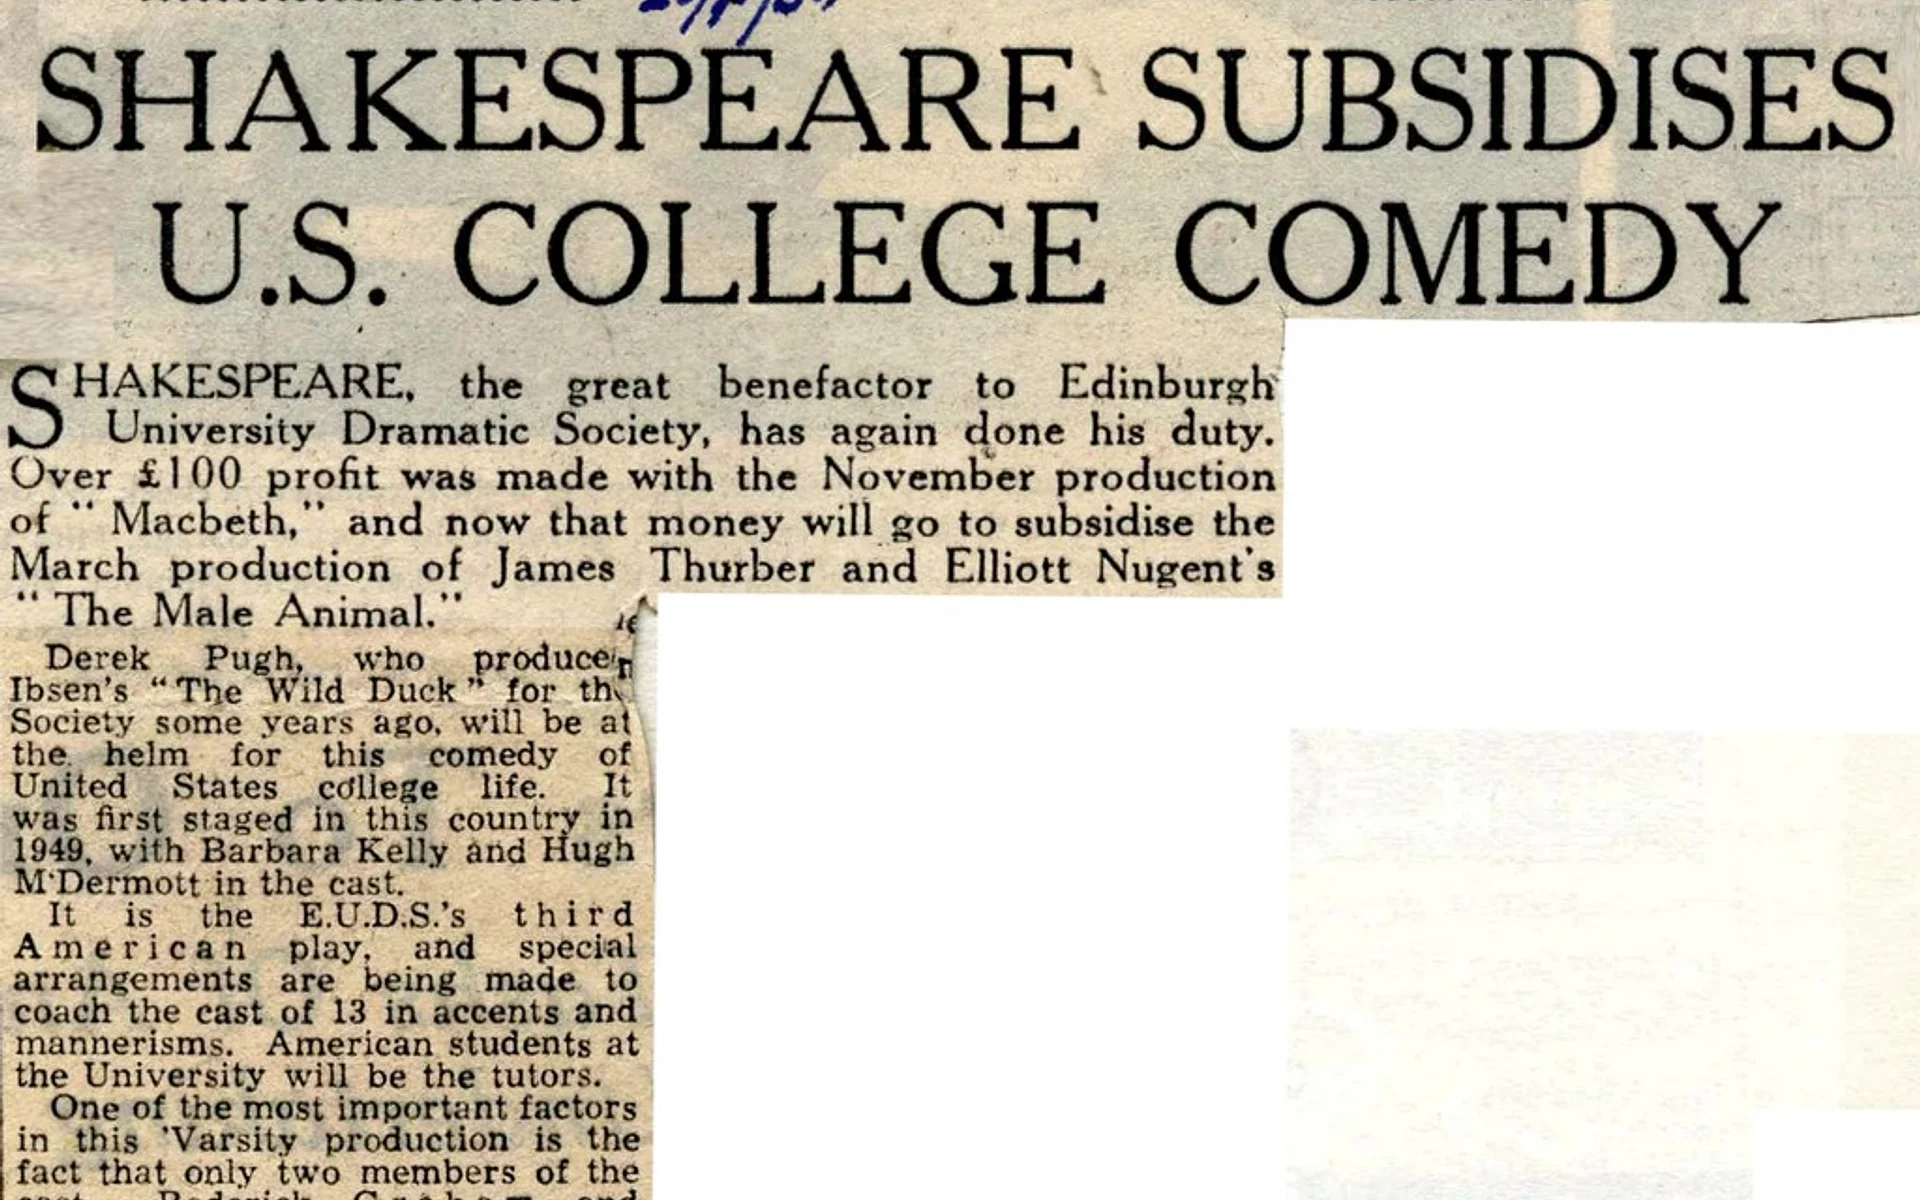 SHAKESPEARE SUBSIDISES
U.S. COLLEGE COMEDY
SHAKESPEARE, the great benefactor to Edinburgh
University Dramatic Society, has again done his duty.
Over £100 profit was made with the November production
of "Macbeth," and now that money will go to subsidise the
March production of James Thurber and Elliott Nugent's
"The Male Animal."
Derek Pugh, who produce
Ibsen's "The Wild Duck" for the
Society some years ago, will be at
the helm for this comedy of
United States college life. It
was first staged in this country in
1949, with Barbara Kelly and Hugh
M'Dermott in the cast.
It is the E.U.D.S.'s third
American play, and special
arrangements are being made to
coach the cast of 13 in accents and
mannerisms. American students at
the University will be the tutors.
One of the most important factors
in this 'Varsity production is the
fact that only two members of the